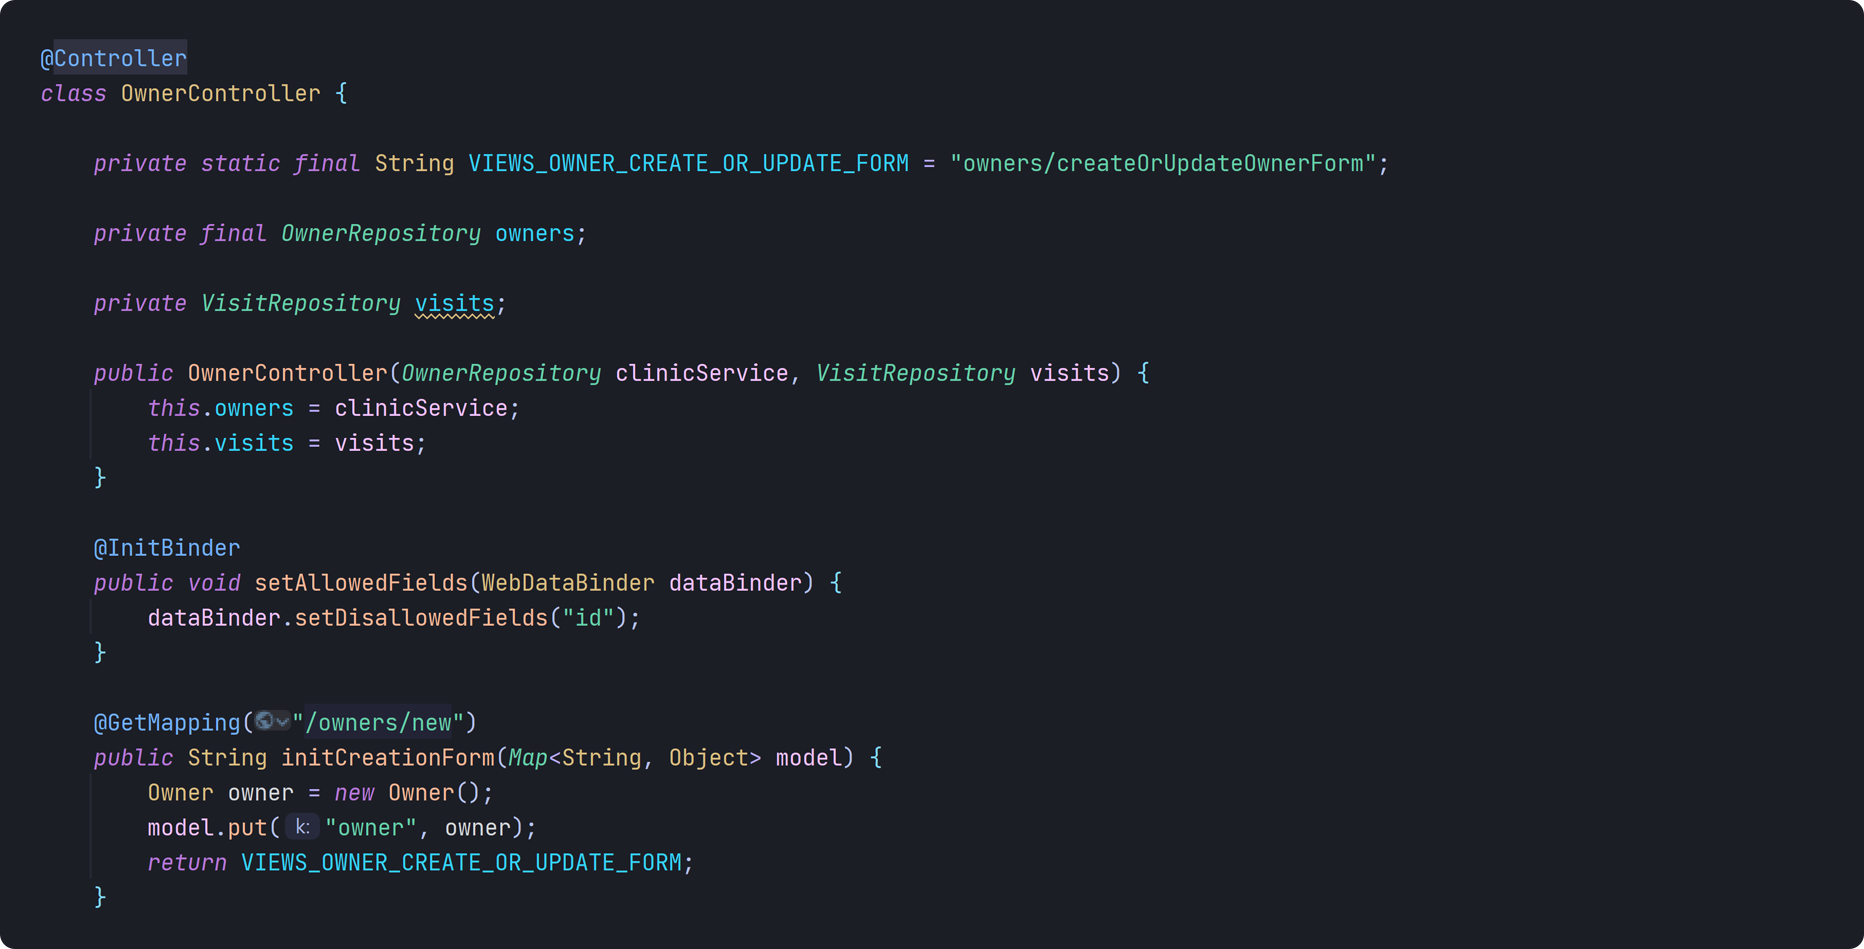 @Controller
class OwnerController {
private static final String VIEWS_OWNER_CREATE_OR_UPDATE_FORM = "owners/createOrUpdateOwnerForm";
private final OwnerRepository owners;
private VisitRepository visits;
public OwnerController(OwnerRepository clinicService, VisitRepository visits) {
this.owners = clinicService;
this.visits = visits;
}
@InitBinder
public void setAllowedFields(WebDataBinder dataBinder) {
dataBinder.setDisallowedFields("id");
}
@GetMapping("/owners/new")
public String initCreationForm(Map<String, Object> model) {
Owner owner = new Owner();
model.put( k: "owner", owner);
return VIEWS_OWNER_CREATE_OR_UPDATE_FORM;
}